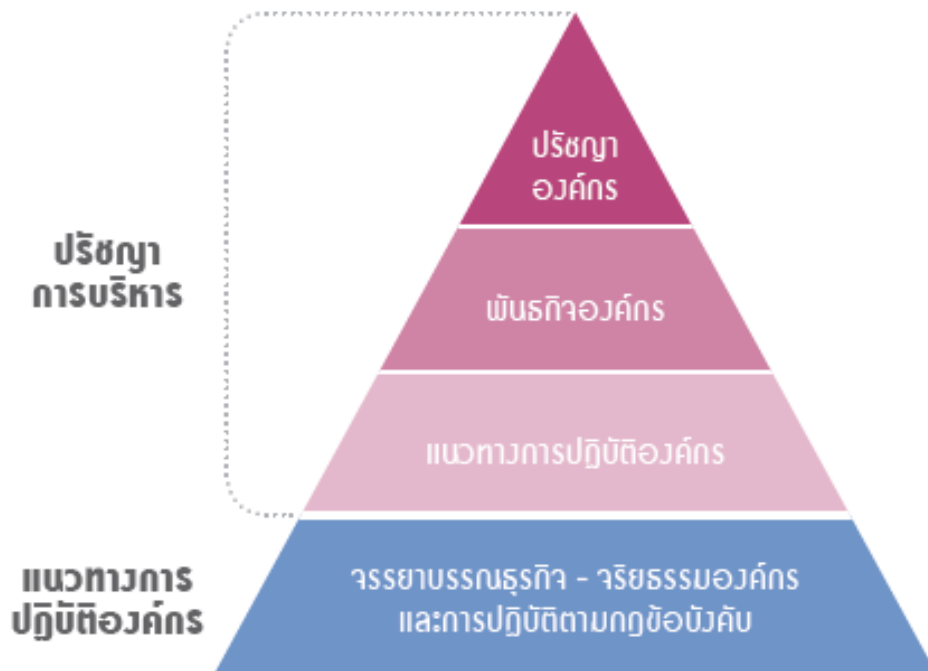 ปรัชญา
องค์กร
ปรัชญา
การบริหาร
พันธกิจองค์กร
แนวทางการปฏิบัติองค์กร
แนวทางการ
ปฏิบัติองค์กร
จรรยาบรรณธุรกิจ - จริยธรรมองค์กร
และการปฏิบัติตามกฎข้อบังคับ